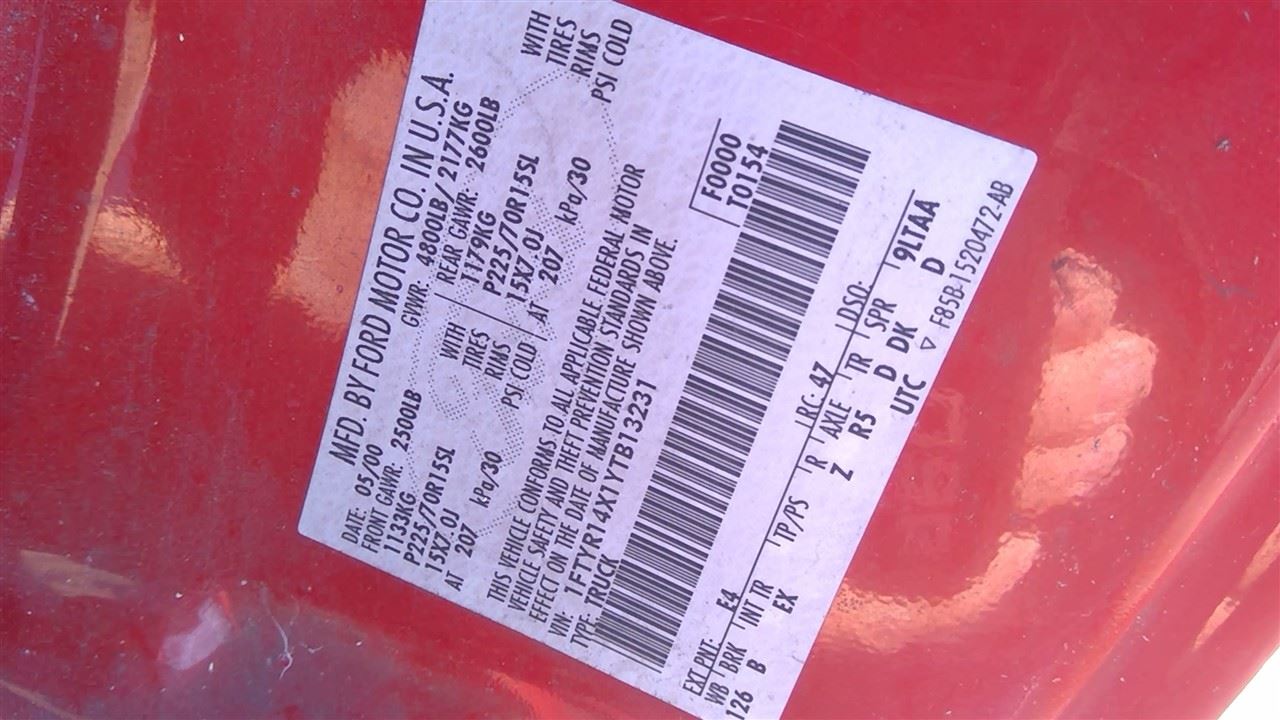 MFD. BY FORD MOTOR CO. IN U.S.A.
DATE: 05/00 GVWR: 4800LB/2177KG
FRONT GAWR: 2500LB REAR GAWR: 2600LB
1133KG WITH 1179KG WITH
P225/70R15SL TIRES P225/70R15SL TIRES
15X7.0J RIMS 15X7.0J RIMS
AT 207 kPa/30 PSI COLD AT 207 kPa/30 PSI COLD
THIS VEHICLE CONFORMS TO ALL APPLICABLE FEDERAL MOTOR
VEHICLE SAFETY AND THEFT PREVENTION STANDARDS IN
EFFECT ON THE DATE OF MANUFACTURE SHOWN ABOVE.
VIN: 1FTYR14X1YTB13231 F0000
TYPE: TRUCK T0154
EXT PNT: E4 RC: 47 DSO: 9LTAA
WB BRK INT TR TP/PS R AXLE TR SPR
126 B EX Z R5 D DK D
UTC ▽ F85B-1520472-AB